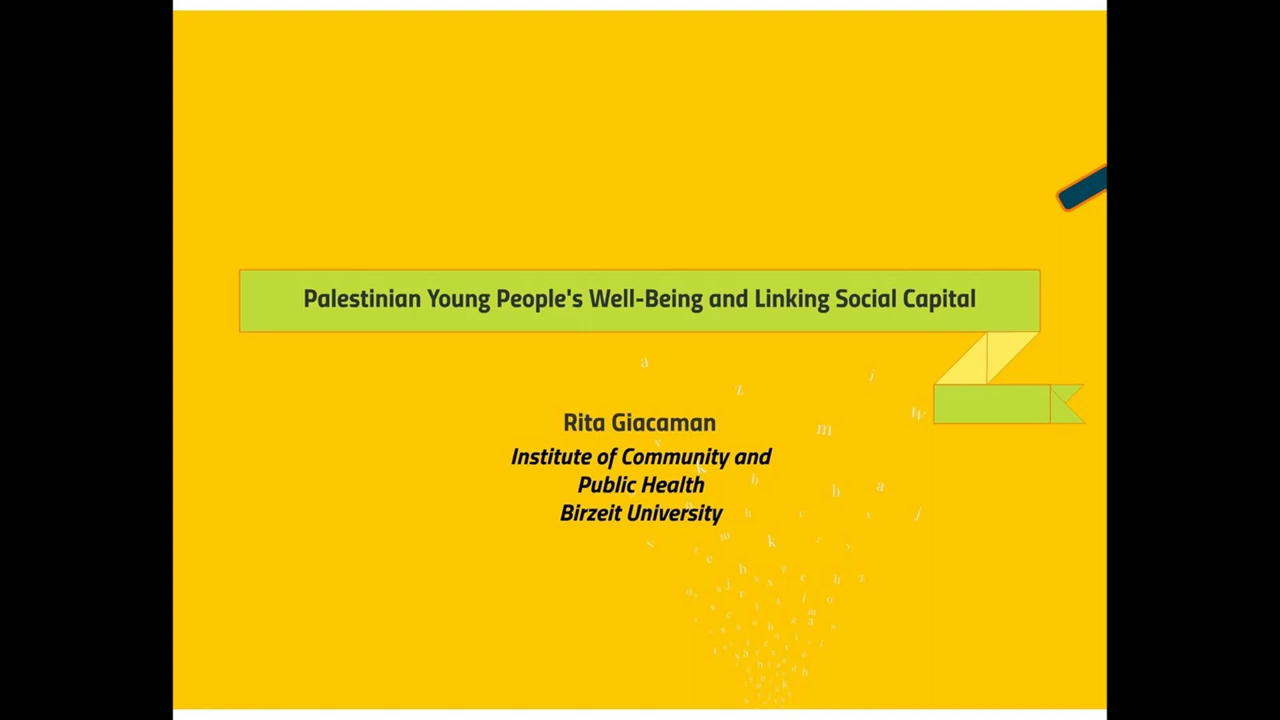 Palestinian Young People's Well-Being and Linking Social Capital
Rita Giacaman
Institute of Community and
Public Health
Birzeit University